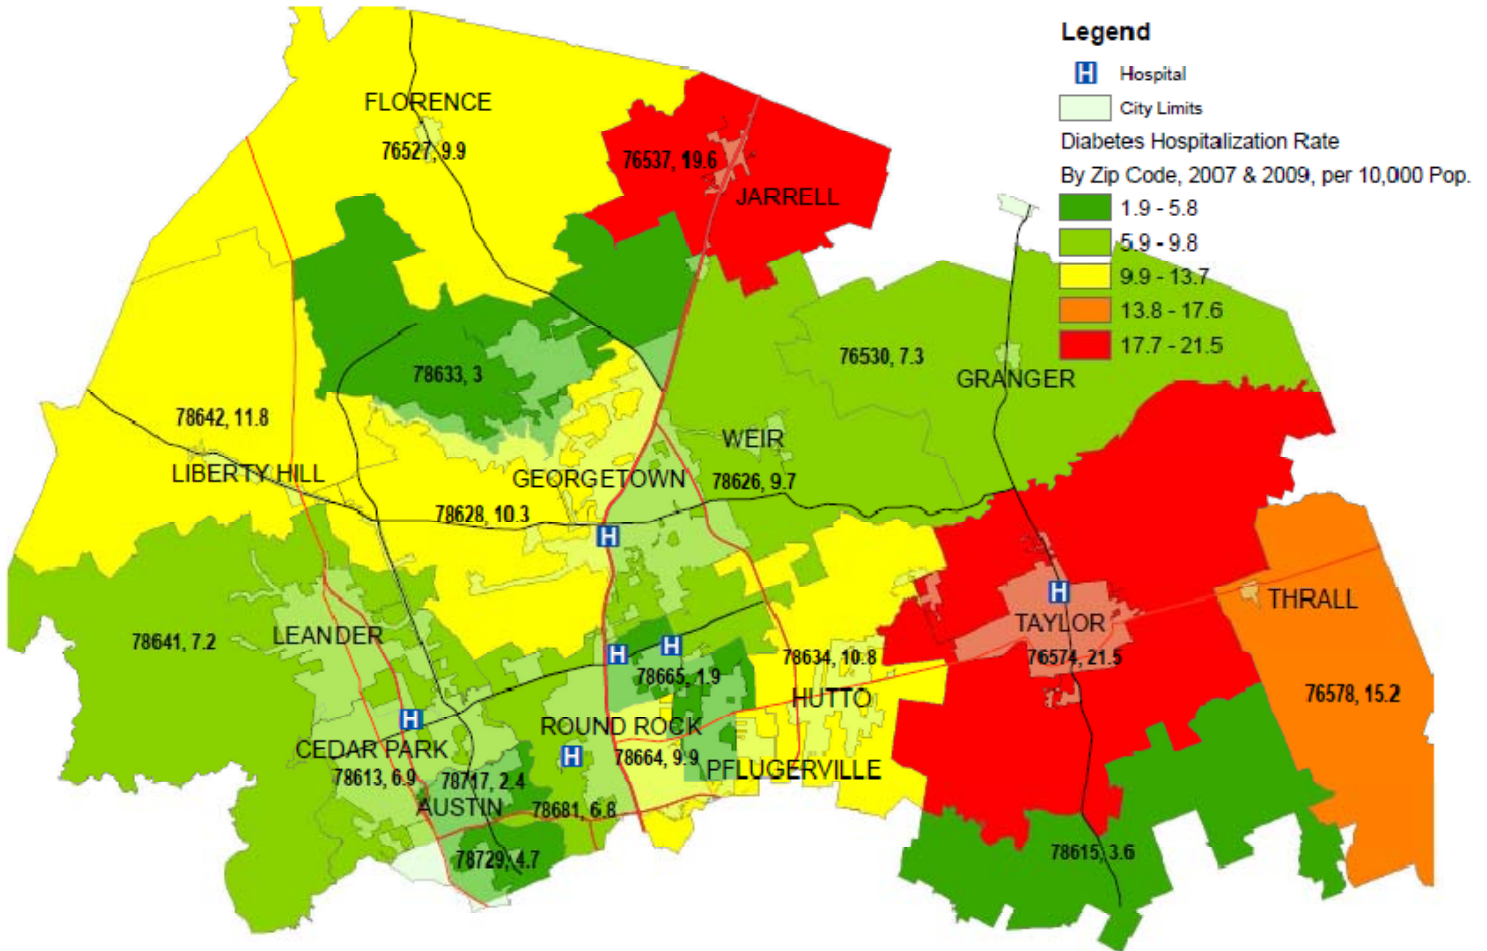 Legend
H Hospital
City Limits
Diabetes Hospitalization Rate
By Zip Code, 2007 & 2009, per 10,000 Pop.
1.9 - 5.8
5.9 - 9.8
9.9 - 13.7
13.8 - 17.6
17.7 - 21.5
FLORENCE
76527, 9.9
76537, 19.6
JARRELL
76530, 7.3
GRANGER
78633, 3
78642, 11.8
LIBERTY HILL
WEIR
GEORGETOWN
78626, 9.7
78628, 10.3
H
H
THRALL
TAYLOR
76574, 21.5
LEANDER
78641, 7.2
H
H
78665, 1.9
78634, 10.8
HUTTO
76578, 15.2
H
ROUND ROCK
CEDAR PARK
H
78664, 9.9
PFLUGERVILLE
78613, 6.9
78717, 2.4
AUSTIN
78681, 6.8
78729, 4.7
78615, 3.6